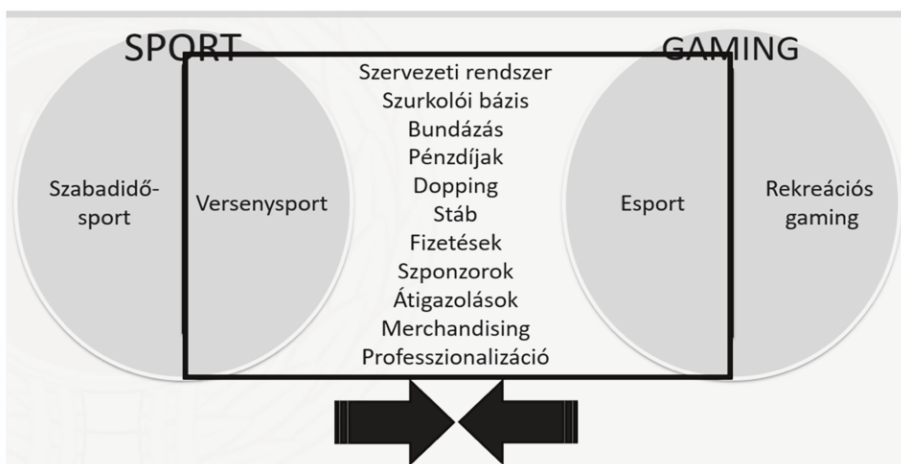 SPORT
GAMING
Szervezeti rendszer
Szurkolói bázis
Bundázás
Pénzdíjak
Dopping
Stáb
Fizetések
Szponzorok
Átigazolások
Merchandising
Professzionalizáció
Szabadidő-
sport
Versenysport
Esport
Rekreációs
gaming